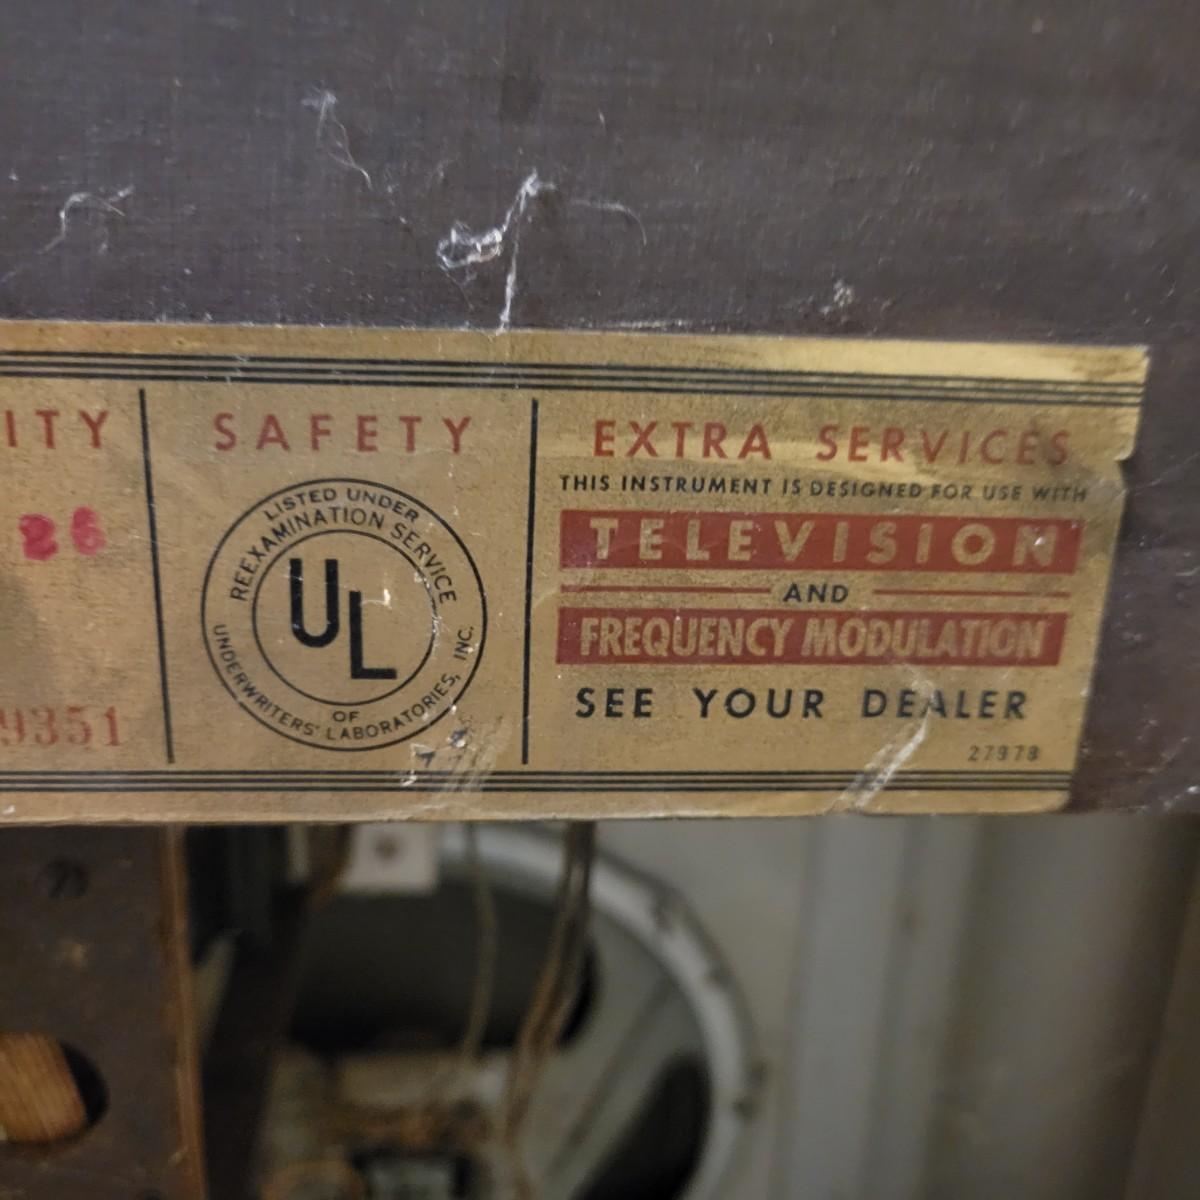 ITY
26
9351
SAFETY
LISTED UNDER
REEXAMINATION SERVICE
UL
OF
UNDERWRITERS' LABORATORIES, INC.
EXTRA SERVICES
THIS INSTRUMENT IS DESIGNED FOR USE WITH
TELEVISION
AND
FREQUENCY MODULATION
SEE YOUR DEALER
27978